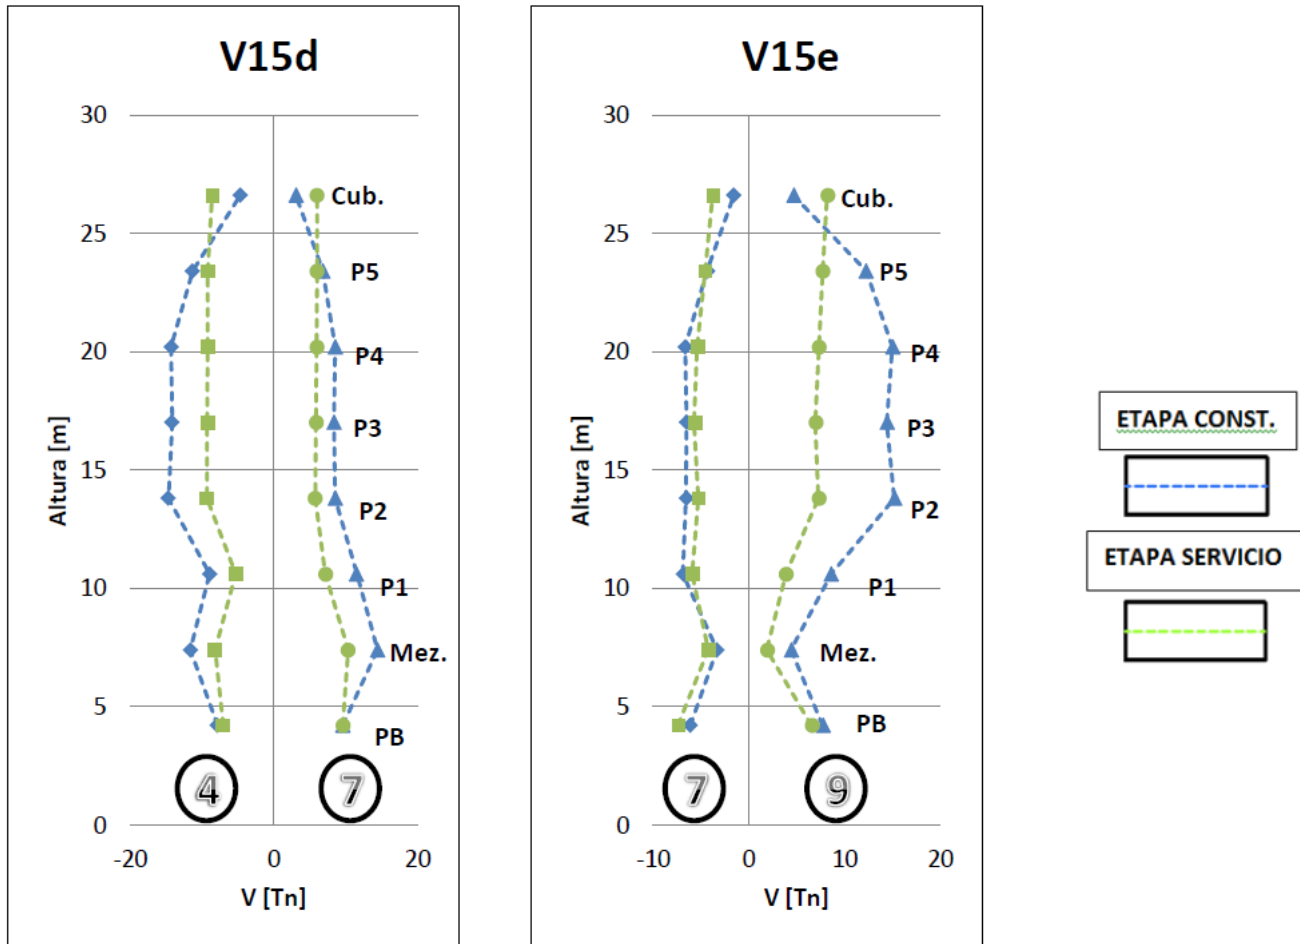 V15d
30
25
20
15
10
5
0
-20
0
20
Altura [m]
V [Tn]
Cub.
P5
P4
P3
P2
P1
Mez.
PB
4
7
V15e
30
25
20
15
10
5
0
-10
0
10
20
Altura [m]
V [Tn]
Cub.
P5
P4
P3
P2
P1
Mez.
PB
7
9
ETAPA CONST.
ETAPA SERVICIO